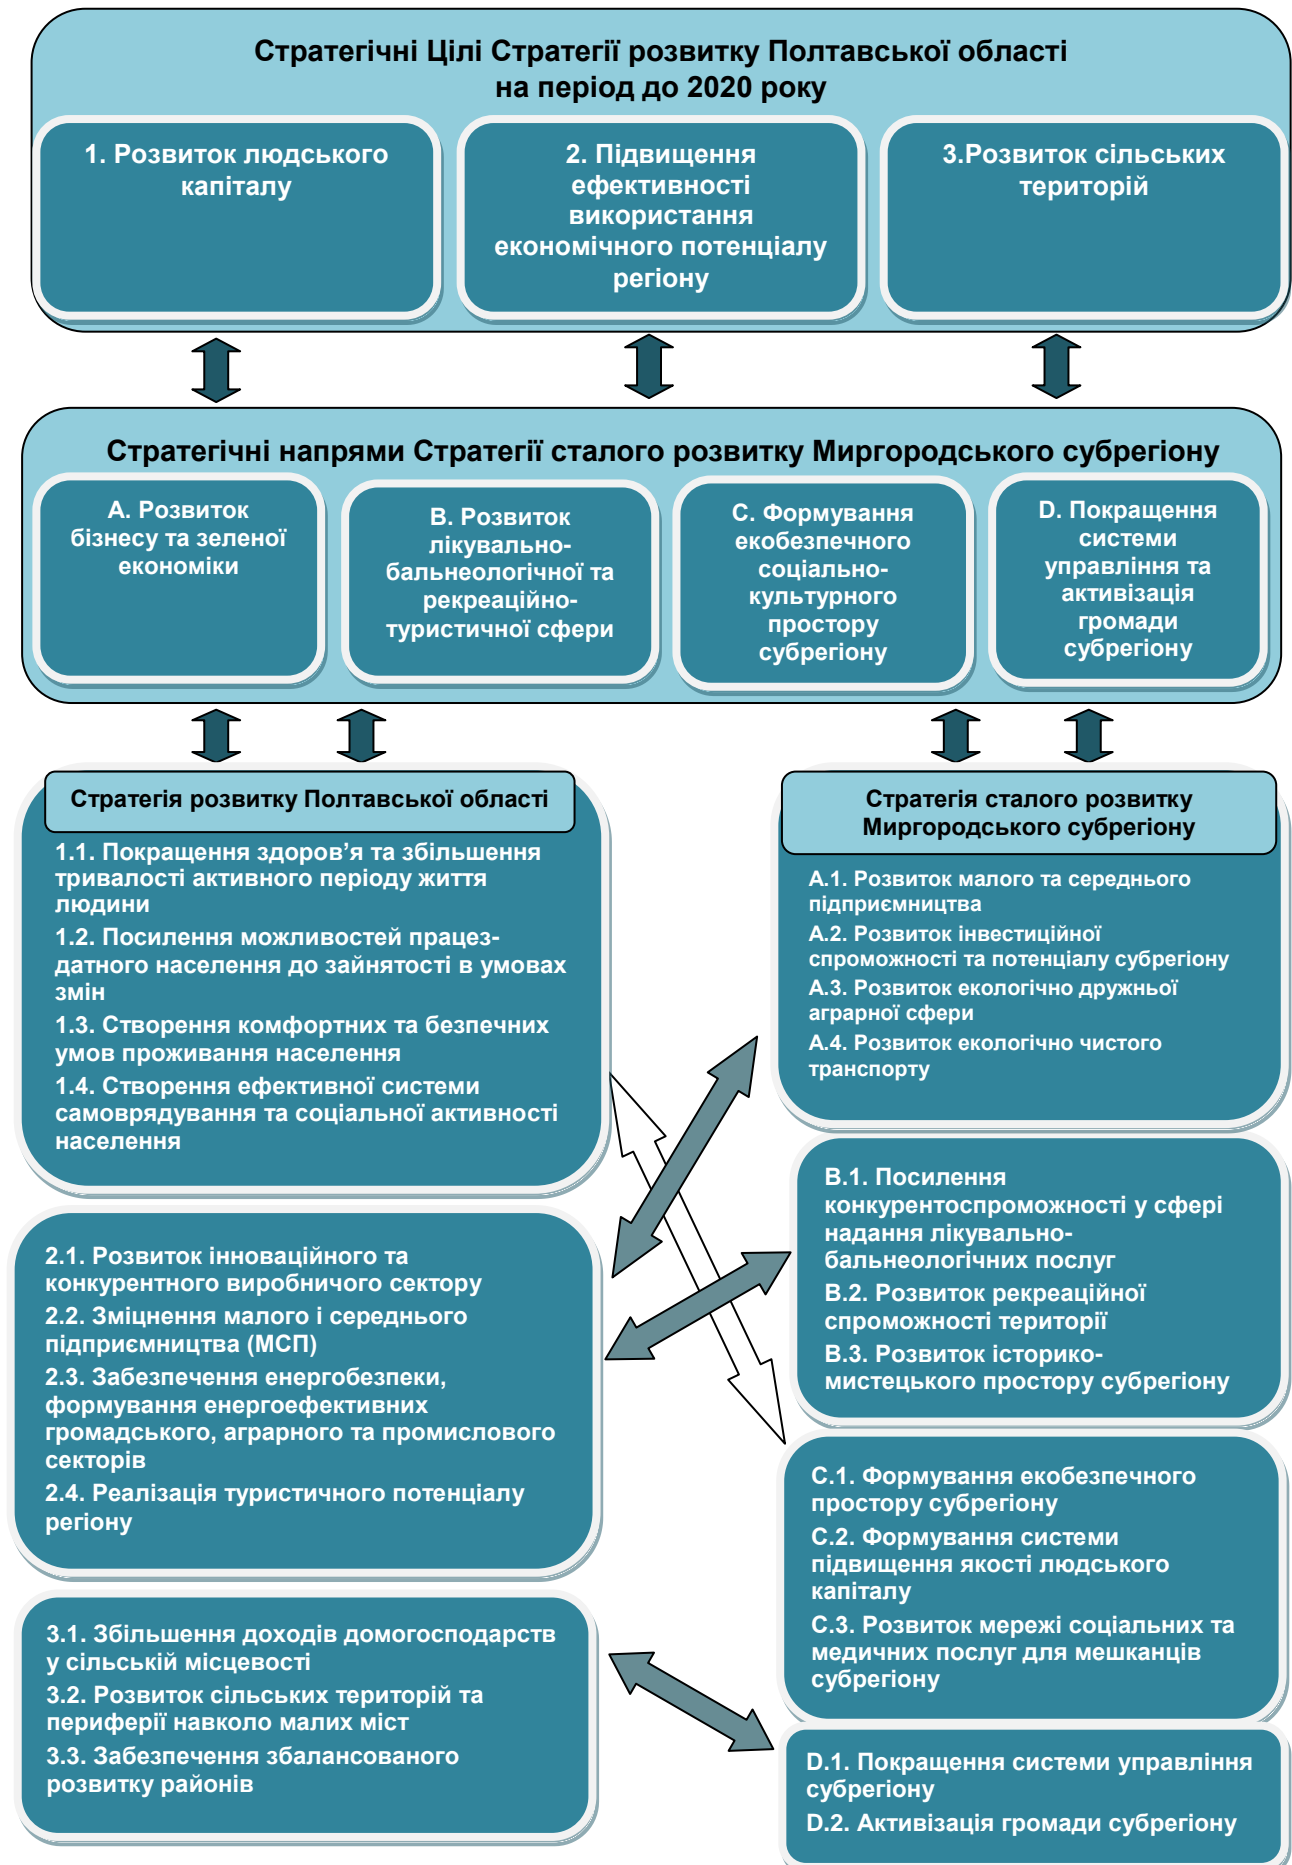 Стратегічні Цілі Стратегії розвитку Полтавської області
на період до 2020 року
1. Розвиток людського
капіталу
2. Підвищення
ефективності
використання
економічного потенціалу
регіону
3.Розвиток сільських
територій
Стратегічні напрями Стратегії сталого розвитку Миргородського субрегіону
А. Розвиток
бізнесу та зеленої
економіки
В. Розвиток
лікувально-
бальнеологічної та
рекреаційно-
туристичної сфери
С. Формування
екобезпечного
соціально-
культурного
простору
субрегіону
D. Покращення
системи
управління та
активізація
громади
субрегіону
Стратегія розвитку Полтавської області
1.1. Покращення здоров’я та збільшення
тривалості активного періоду життя
людини
1.2. Посилення можливостей працез-
датного населення до зайнятості в умовах
змін
1.3. Створення комфортних та безпечних
умов проживання населення
1.4. Створення ефективної системи
самоврядування та соціальної активності
населення
2.1. Розвиток інноваційного та
конкурентного виробничого сектору
2.2. Зміцнення малого і середнього
підприємництва (МСП)
2.3. Забезпечення енергобезпеки,
формування енергоефективних
громадського, аграрного та промислового
секторів
2.4. Реалізація туристичного потенціалу
регіону
3.1. Збільшення доходів домогосподарств
у сільській місцевості
3.2. Розвиток сільських територій та
периферії навколо малих міст
3.3. Забезпечення збалансованого
розвитку районів
Стратегія сталого розвитку
Миргородського субрегіону
А.1. Розвиток малого та середнього
підприємництва
А.2. Розвиток інвестиційної
спроможності та потенціалу субрегіону
А.3. Розвиток екологічно дружньої
аграрної сфери
А.4. Розвиток екологічно чистого
транспорту
В.1. Посилення
конкурентоспроможності у сфері
надання лікувально-
бальнеологічних послуг
В.2. Розвиток рекреаційної
спроможності території
В.3. Розвиток історико-
мистецького простору субрегіону
С.1. Формування екобезпечного
простору субрегіону
С.2. Формування системи
підвищення якості людського
капіталу
С.3. Розвиток мережі соціальних та
медичних послуг для мешканців
субрегіону
D.1. Покращення системи управління
субрегіону
D.2. Активізація громади субрегіону